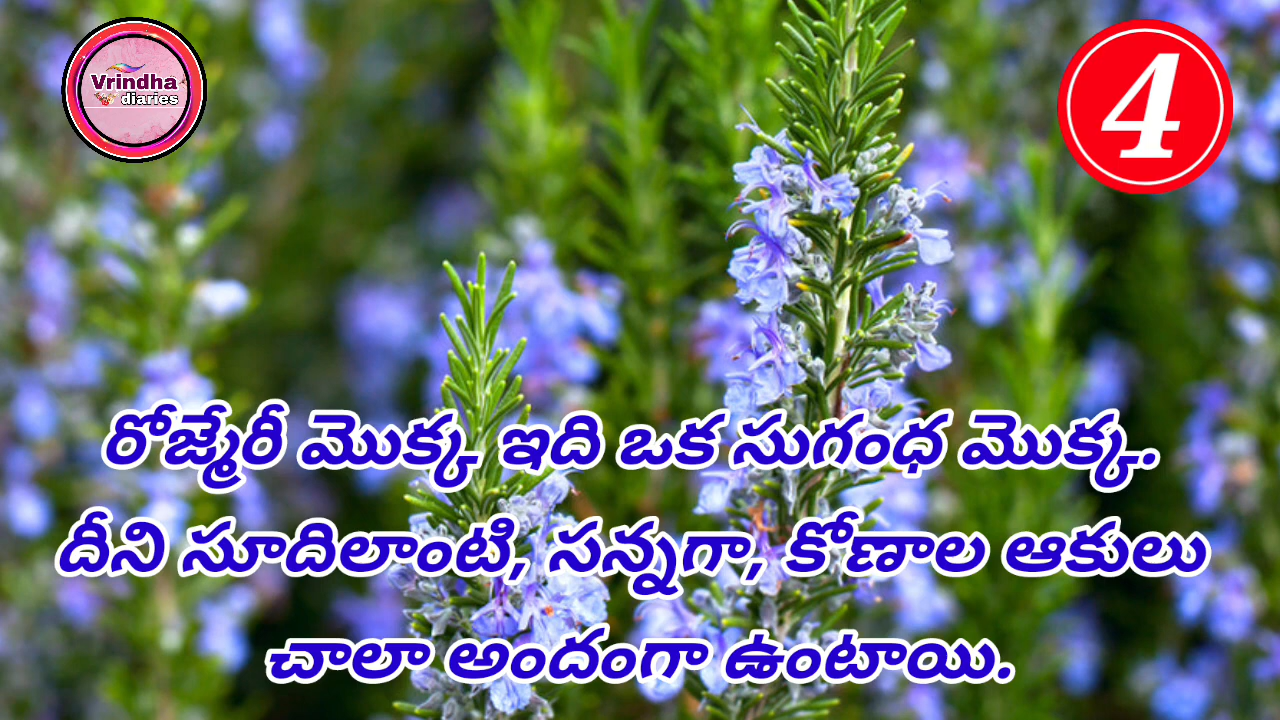 Vrindha
diaries
4
రోజ్మేరీ మొక్క ఇది ఒక సుగంధ మొక్క.
దీని సూదిలాంటి, సన్నగా, కోణాల ఆకులు
చాలా అందంగా ఉంటాయి.